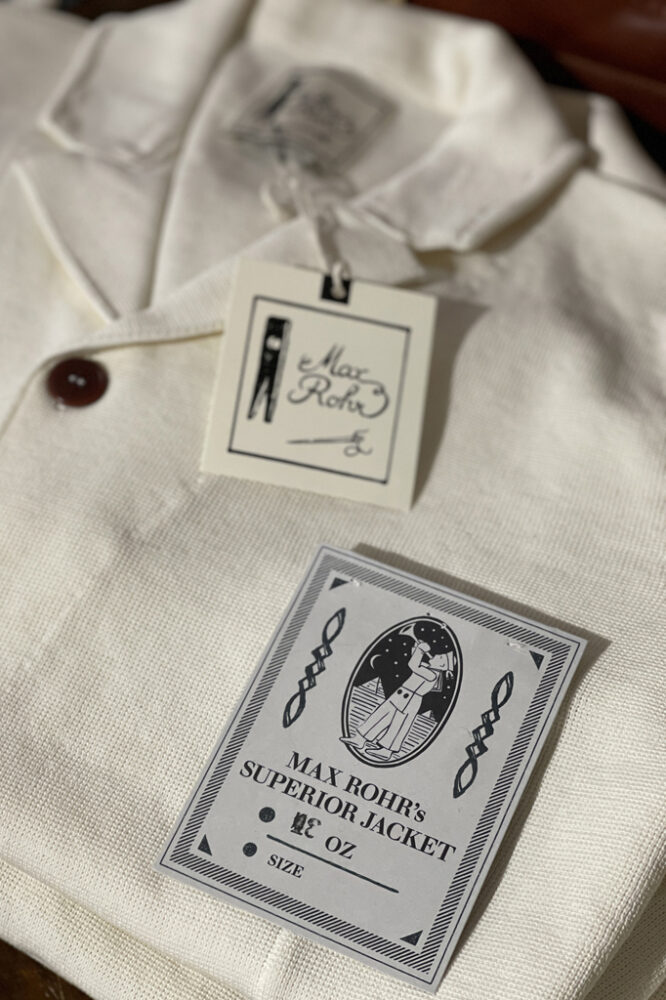 Max
Rohr
MAX ROHR's
SUPERIOR JACKET
OZ
SIZE